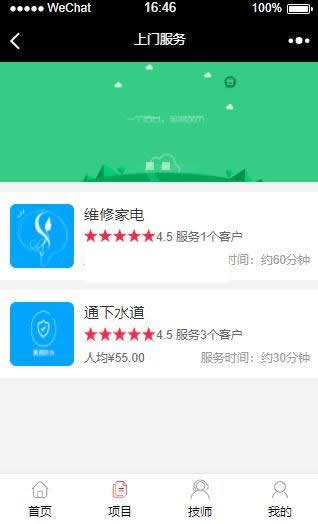 WeChat 16:46 100%
上门服务
维修家电
4.5 服务1个客户
时间：约60分钟
通下水道
4.5 服务3个客户
人均¥55.00 服务时间：约30分钟
首页 项目 技师 我的